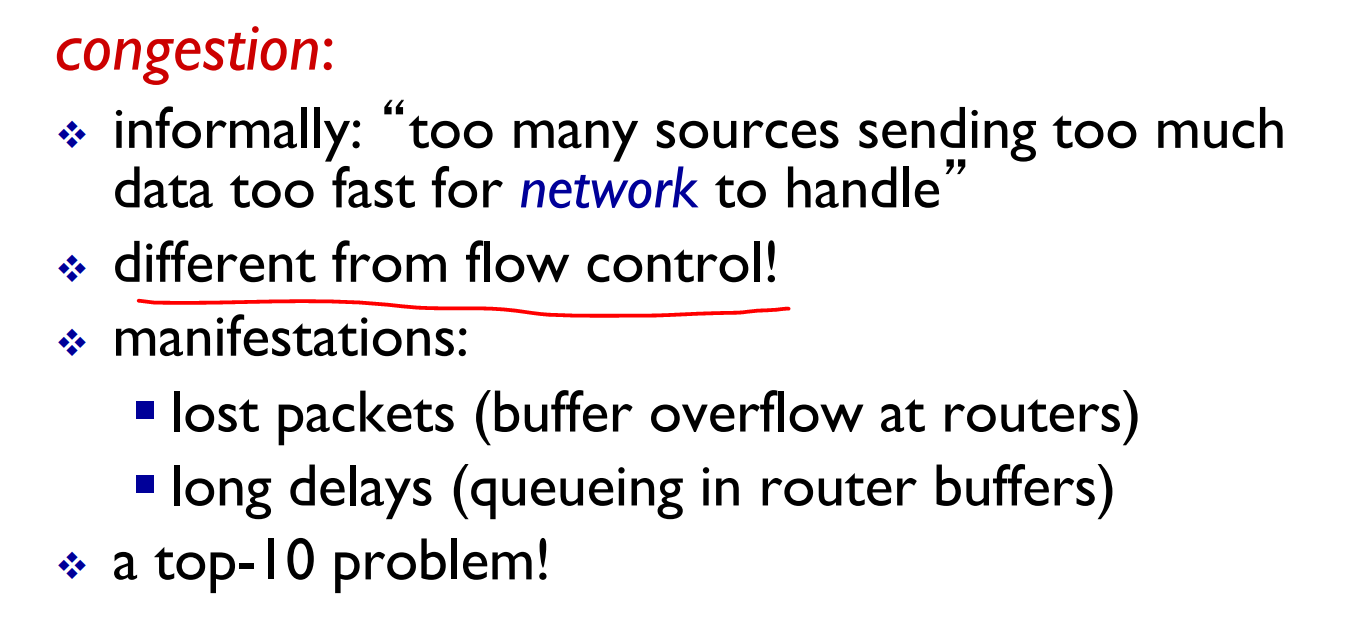 congestion:
❖ informally: “too many sources sending too much
data too fast for network to handle”
❖ different from flow control!
❖ manifestations:
▪ lost packets (buffer overflow at routers)
▪ long delays (queueing in router buffers)
❖ a top-10 problem!